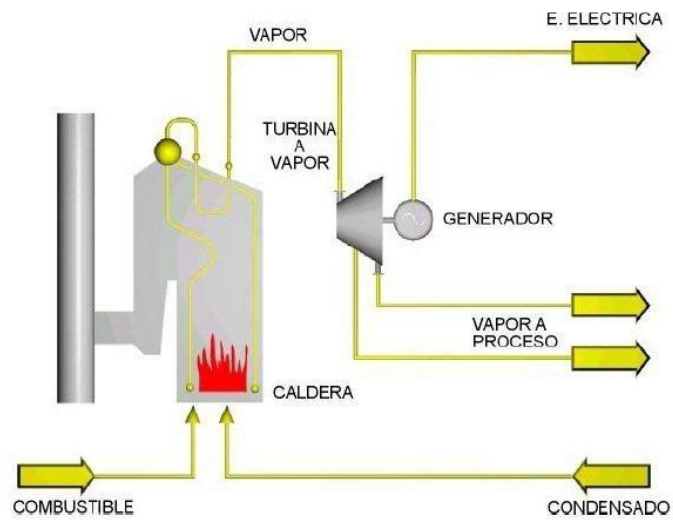 E. ELECTRICA
VAPOR
TURBINA
A
VAPOR
GENERADOR
VAPOR A
PROCESO
CALDERA
COMBUSTIBLE
CONDENSADO